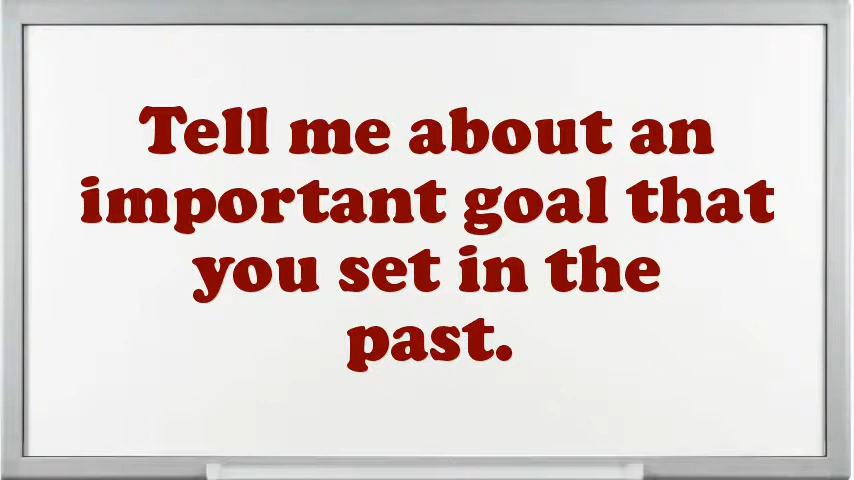 Tell me about an
important goal that
you set in the
past.